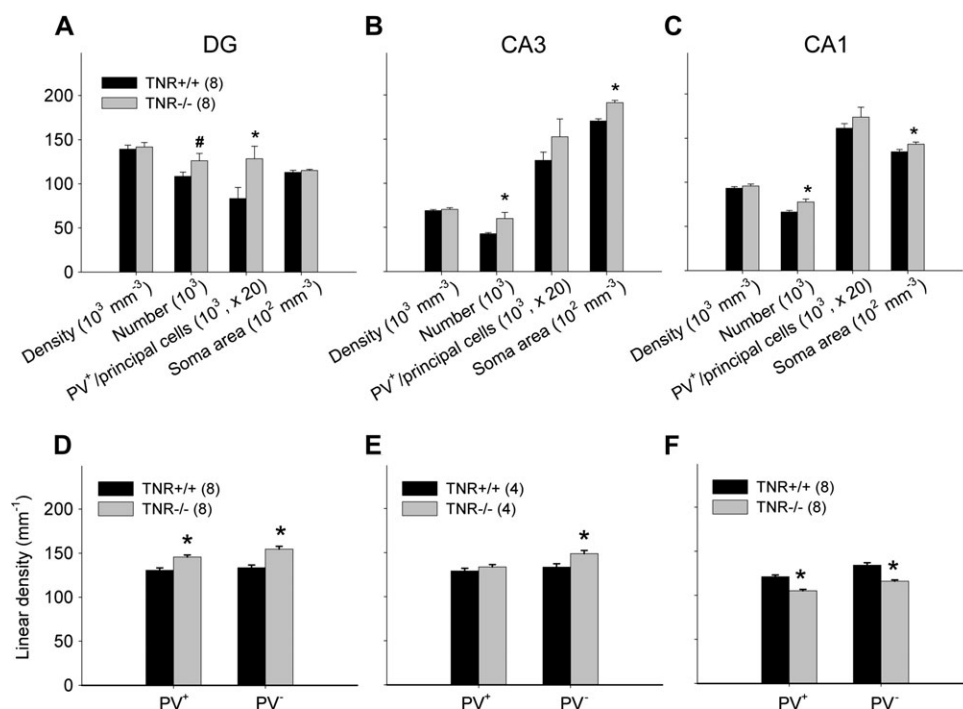 A
DG
B
CA3
C
CA1
TNR+/+ (8)
TNR-/- (8)
200
150
100
50
0
#
*
*
*
*
*
Density (10³ mm⁻³)
Number (10³)
PV⁺/principal cells (10³, x 20)
Soma area (10² mm⁻³)
Density (10³ mm⁻³)
Number (10³)
PV⁺/principal cells (10³, x 20)
Soma area (10² mm⁻³)
Density (10³ mm⁻³)
Number (10³)
PV⁺/principal cells (10³, x 20)
Soma area (10² mm⁻³)
D
E
F
Linear density (mm⁻¹)
200
150
100
50
0
TNR+/+ (8)
TNR-/- (8)
*
*
PV⁺
PV⁻
TNR+/+ (4)
TNR-/- (4)
*
PV⁺
PV⁻
TNR+/+ (8)
TNR-/- (8)
*
*
PV⁺
PV⁻